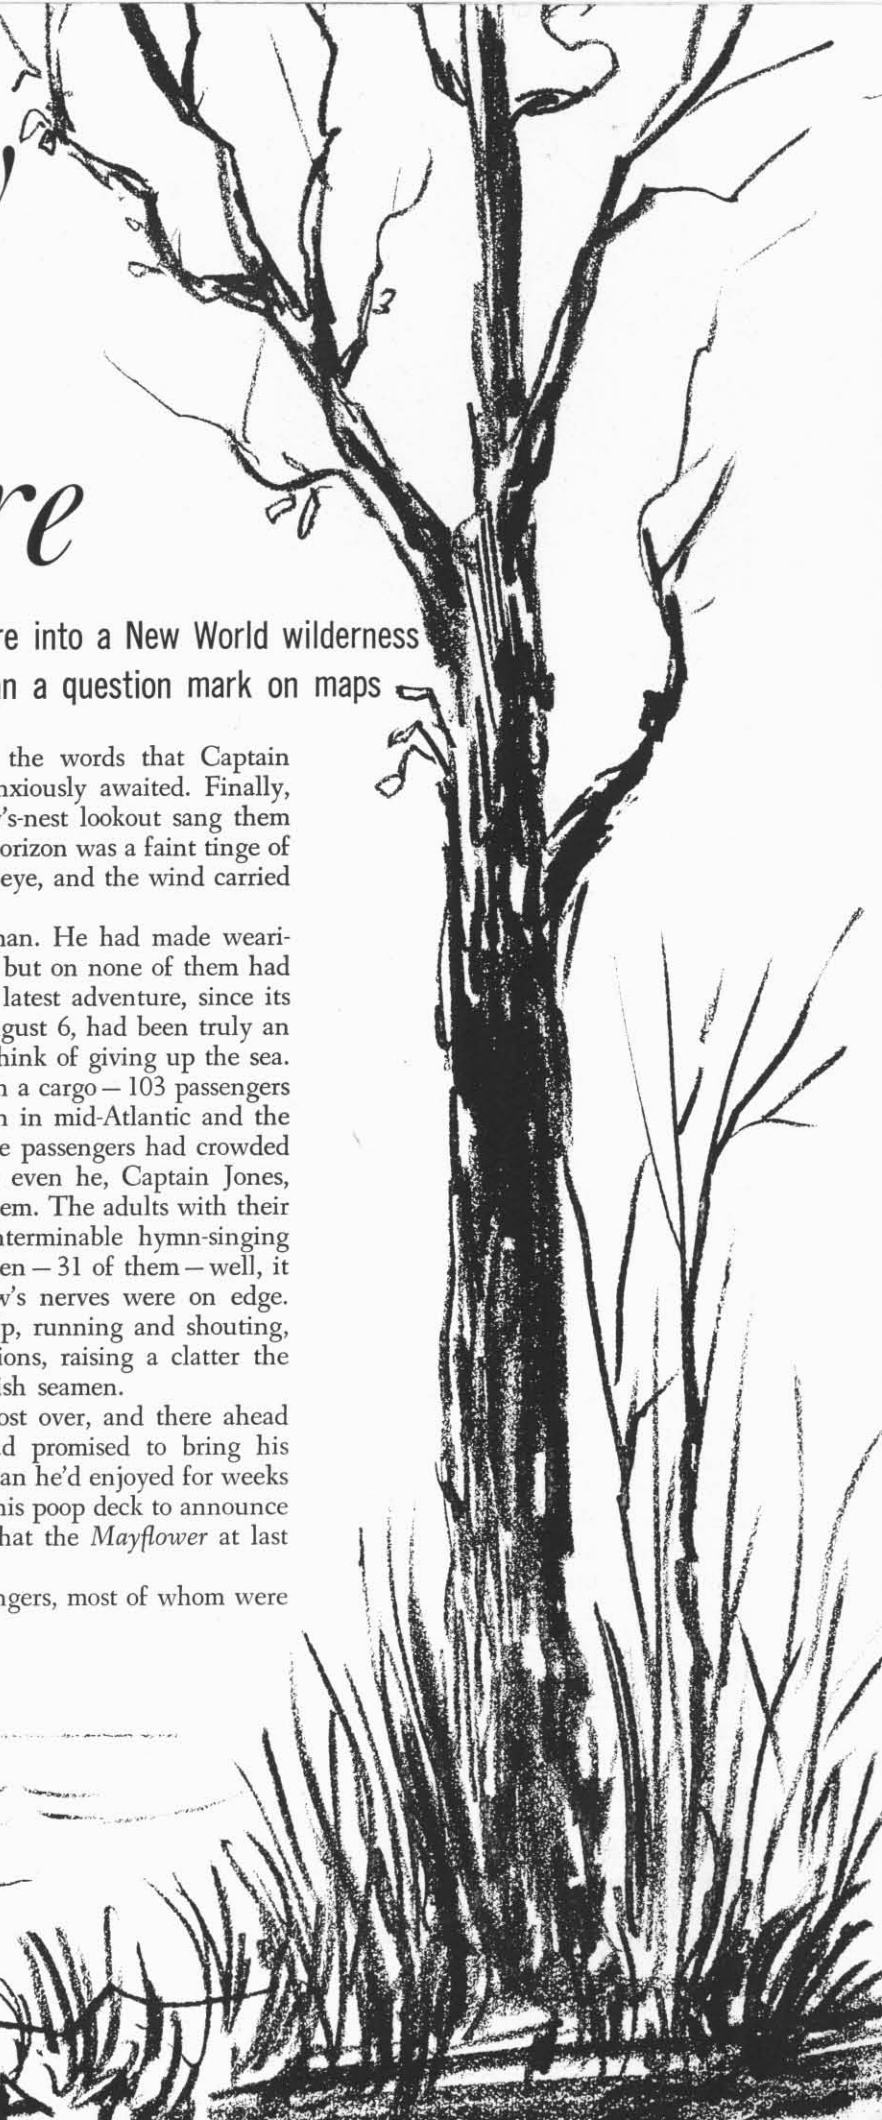 y
re
re into a New World wilderness
an a question mark on maps
the words that Captain
nxiously awaited. Finally,
's-nest lookout sang them
orizon was a faint tinge of
eye, and the wind carried
nan. He had made weari-
but on none of them had
latest adventure, since its
gust 6, had been truly an
hink of giving up the sea.
n a cargo — 103 passengers
n in mid-Atlantic and the
e passengers had crowded
even he, Captain Jones,
em. The adults with their
nterminable hymn-singing
en — 31 of them — well, it
w's nerves were on edge.
p, running and shouting,
ions, raising a clatter the
ish seamen.
ost over, and there ahead
d promised to bring his
an he'd enjoyed for weeks
his poop deck to announce
hat the Mayflower at last
ngers, most of whom were